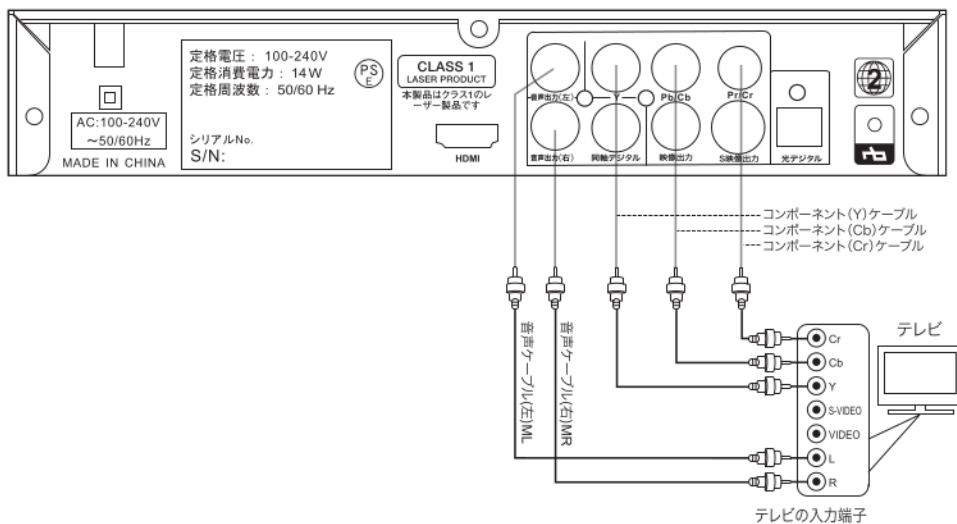 定格電圧： 100-240V
定格消費電力： 14W
定格周波数： 50/60 Hz
シリアルNo.
S/N:
PS
E
CLASS 1
LASER PRODUCT
本製品はクラス1のレ
ーザー製品です
HDMI
AC:100-240V
～50/60Hz
MADE IN CHINA
音声出力(左)
Y
Pb/Cb
Pr/Cr
音声出力(右)
同軸デジタル
映像出力
S映像出力
光デジタル
2
コンポーネント(Y)ケーブル
コンポーネント(Cb)ケーブル
コンポーネント(Cr)ケーブル
音声ケーブル(左)ML
音声ケーブル(右)MR
テレビ
Cr
Cb
Y
S-VIDEO
VIDEO
L
R
テレビの入力端子